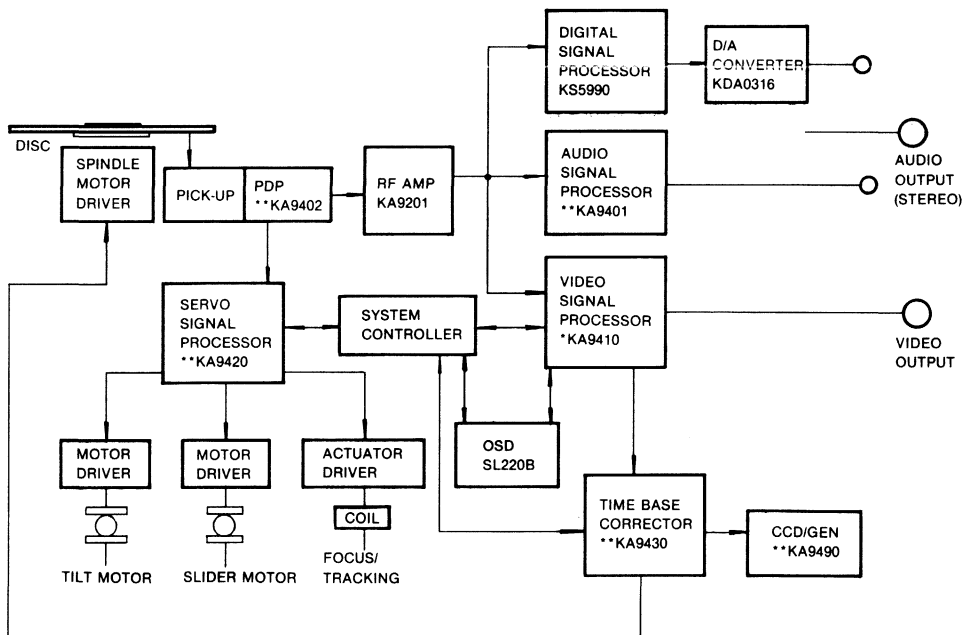 DIGITAL
SIGNAL
PROCESSOR
KS5990
D/A
CONVERTER
KDA0316
DISC
SPINDLE
MOTOR
DRIVER
PICK-UP
PDP
**KA9402
RF AMP
KA9201
AUDIO
SIGNAL
PROCESSOR
**KA9401
AUDIO
OUTPUT
(STEREO)
SERVO
SIGNAL
PROCESSOR
**KA9420
SYSTEM
CONTROLLER
VIDEO
SIGNAL
PROCESSOR
*KA9410
VIDEO
OUTPUT
MOTOR
DRIVER
MOTOR
DRIVER
ACTUATOR
DRIVER
OSD
SL220B
COIL
TIME BASE
CORRECTOR
**KA9430
CCD/GEN
**KA9490
TILT MOTOR
SLIDER MOTOR
FOCUS/
TRACKING